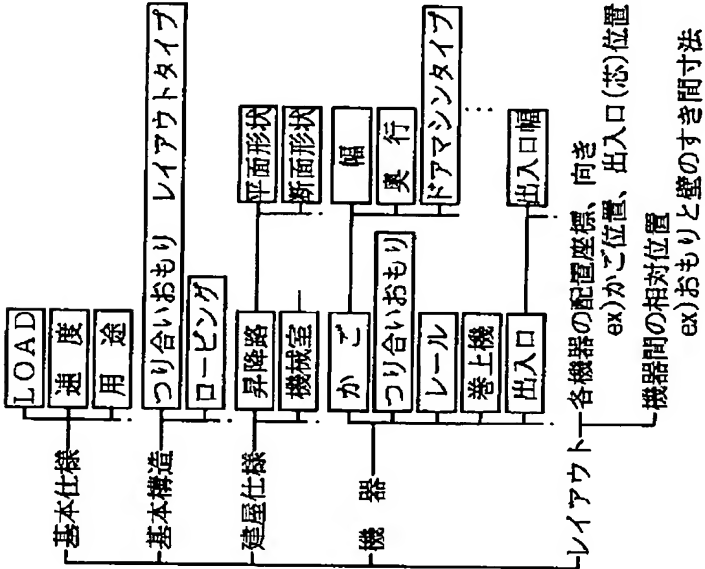 基本仕様
LOAD
速度
用途
基本構造
つり合いおもり レイアウトタイプ
ロービング
建屋仕様
昇降路
平面形状
断面形状
機械室
機器
かご
幅
奥行
ドアマシンタイプ
つり合いおもり
レール
巻上機
出入口
出入口幅
レイアウト
各機器の配置座標、向き
ex)かご位置、出入口(芯)位置
機器間の相対位置
ex)おもりと壁のすき間寸法